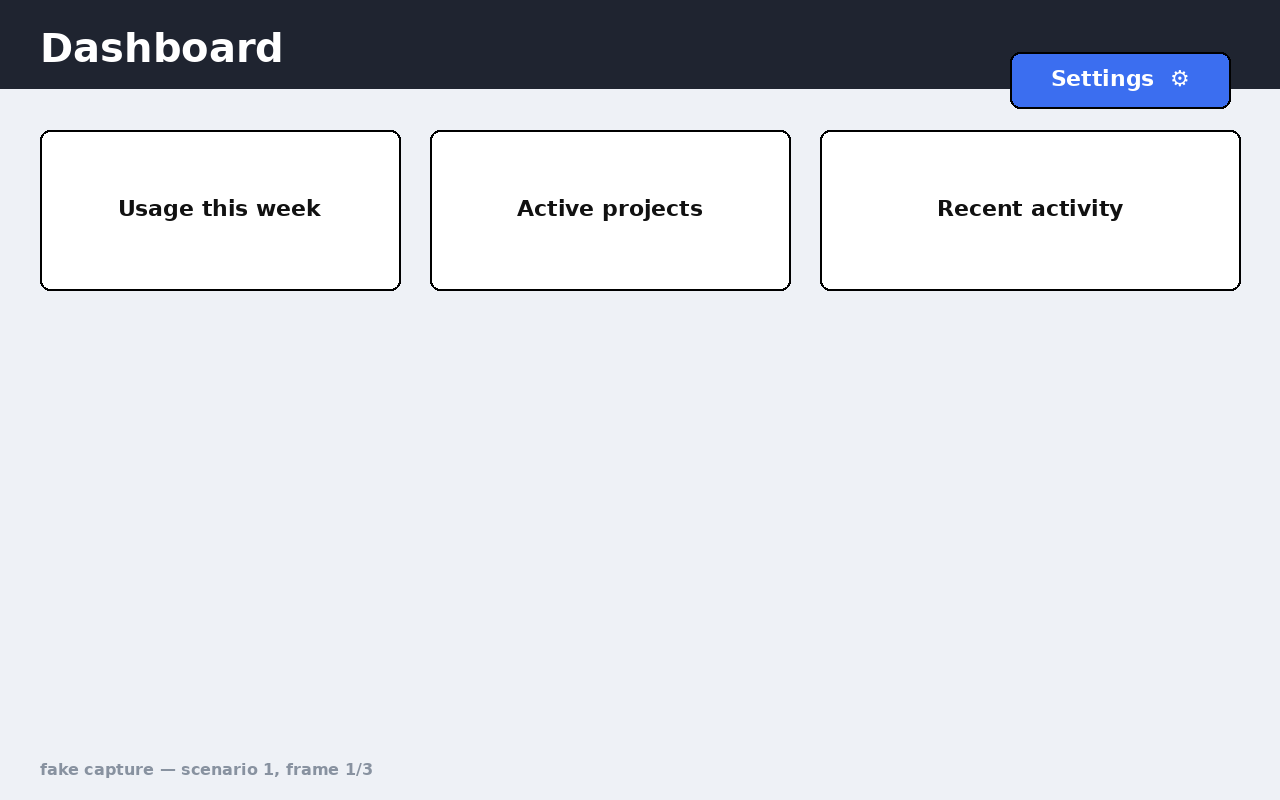 Dashboard
Settings ⚙
Usage this week
Active projects
Recent activity
fake capture — scenario 1, frame 1/3